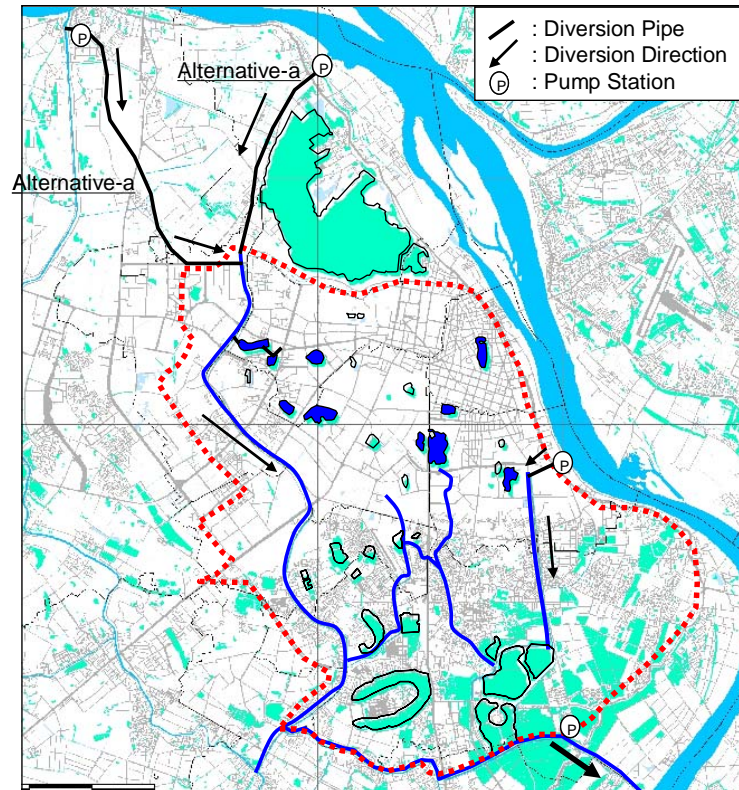 : Diversion Pipe
: Diversion Direction
P : Pump Station
P
Alternative-a
P
Alternative-a
P
P